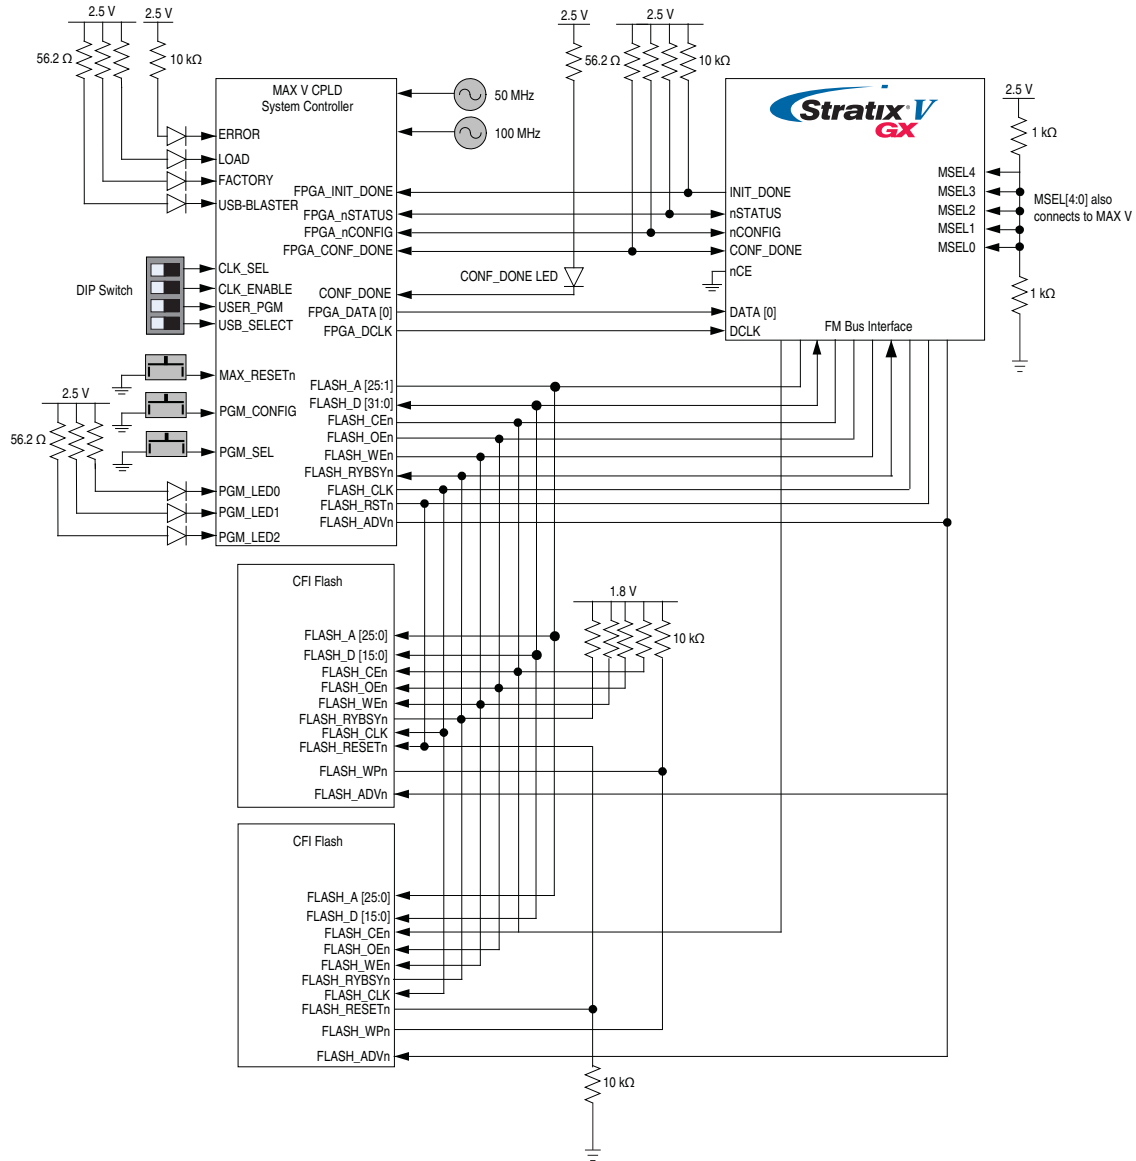 2.5 V
2.5 V
2.5 V
2.5 V
56.2 Ω
10 kΩ
56.2 Ω
10 kΩ
MAX V CPLD
System Controller
50 MHz
100 MHz
Stratix V
GX
2.5 V
1 kΩ
ERROR
LOAD
FACTORY
USB-BLASTER
FPGA_INIT_DONE
FPGA_nSTATUS
FPGA_nCONFIG
FPGA_CONF_DONE
INIT_DONE
nSTATUS
nCONFIG
CONF_DONE
nCE
MSEL4
MSEL3
MSEL2
MSEL1
MSEL0
MSEL[4:0] also
connects to MAX V
1 kΩ
DIP Switch
CLK_SEL
CLK_ENABLE
USER_PGM
USB_SELECT
CONF_DONE LED
CONF_DONE
FPGA_DATA [0]
FPGA_DCLK
DATA [0]
DCLK
FM Bus Interface
MAX_RESETn
PGM_CONFIG
PGM_SEL
2.5 V
56.2 Ω
PGM_LED0
PGM_LED1
PGM_LED2
FLASH_A [25:1]
FLASH_D [31:0]
FLASH_CEn
FLASH_OEn
FLASH_WEn
FLASH_RYBSYn
FLASH_CLK
FLASH_RSTn
FLASH_ADVn
CFI Flash
1.8 V
10 kΩ
FLASH_A [25:0]
FLASH_D [15:0]
FLASH_CEn
FLASH_OEn
FLASH_WEn
FLASH_RYBSYn
FLASH_CLK
FLASH_RESETn
FLASH_WPn
FLASH_ADVn
CFI Flash
FLASH_A [25:0]
FLASH_D [15:0]
FLASH_CEn
FLASH_OEn
FLASH_WEn
FLASH_RYBSYn
FLASH_CLK
FLASH_RESETn
FLASH_WPn
FLASH_ADVn
10 kΩ